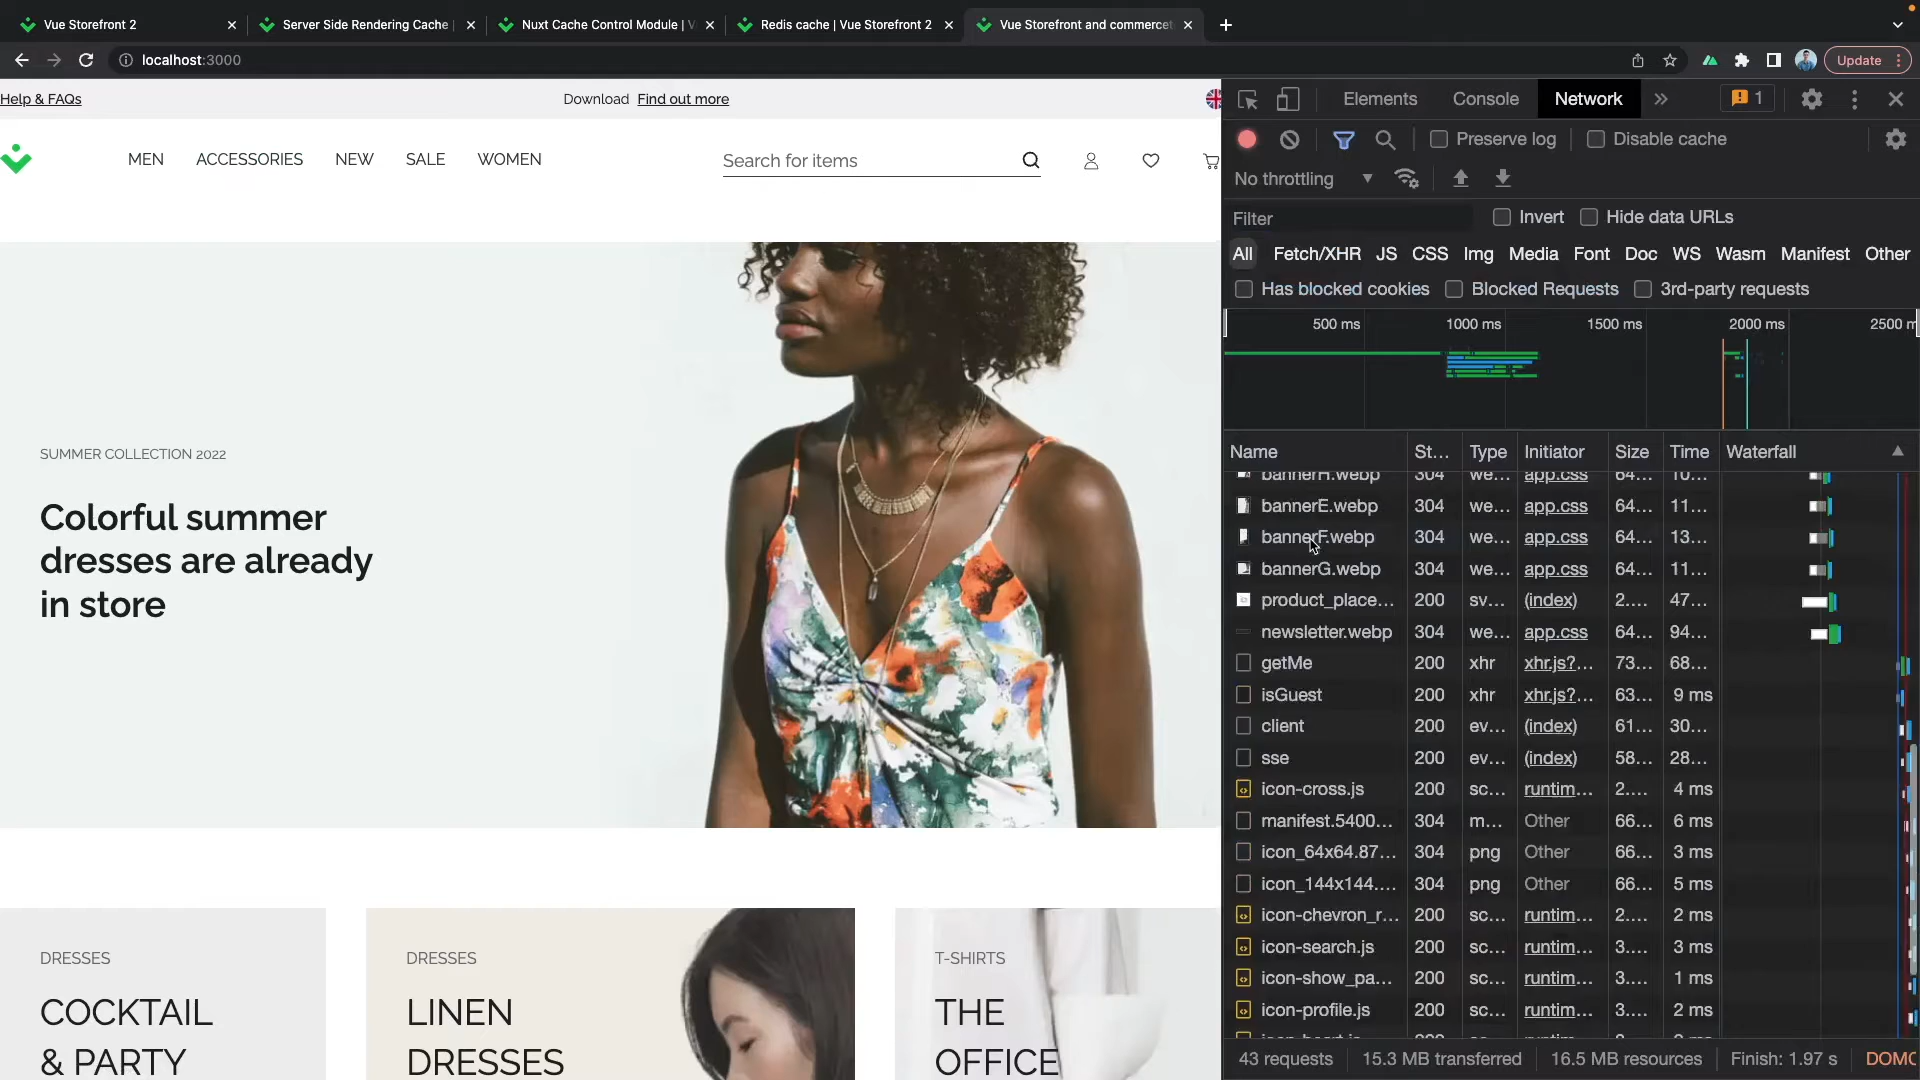 Vue Storefront 2
Server Side Rendering Cache |
Nuxt Cache Control Module |
Redis cache | Vue Storefront 2
Vue Storefront and commercet
localhost:3000
Update
Help & FAQs
Download Find out more
MEN ACCESSORIES NEW SALE WOMEN
Search for items
SUMMER COLLECTION 2022
Colorful summer
dresses are already
in store
DRESSES
COCKTAIL
& PARTY
DRESSES
LINEN
DRESSES
T-SHIRTS
THE
OFFICE
Elements Console Network 1
Preserve log Disable cache
No throttling
Filter Invert Hide data URLs
All Fetch/XHR JS CSS Img Media Font Doc WS Wasm Manifest Other
Has blocked cookies Blocked Requests 3rd-party requests
500 ms 1000 ms 1500 ms 2000 ms 2500 m
Name St... Type Initiator Size Time Waterfall
bannerH.webp 304 we... app.css 64... 10...
bannerE.webp 304 we... app.css 64... 11...
bannerF.webp 304 we... app.css 64... 13...
bannerG.webp 304 we... app.css 64... 11...
product_place... 200 sv... (index) 2.... 47...
newsletter.webp 304 we... app.css 64... 94...
getMe 200 xhr xhr.js?... 73... 68...
isGuest 200 xhr xhr.js?... 63... 9 ms
client 200 ev... (index) 61... 30...
sse 200 ev... (index) 58... 28...
icon-cross.js 200 sc... runtim... 2.... 4 ms
manifest.5400... 304 m... Other 66... 6 ms
icon_64x64.87... 304 png Other 66... 3 ms
icon_144x144.... 304 png Other 66... 5 ms
icon-chevron_r... 200 sc... runtim... 2.... 2 ms
icon-search.js 200 sc... runtim... 3.... 3 ms
icon-show_pa... 200 sc... runtim... 3.... 1 ms
icon-profile.js 200 sc... runtim... 3.... 2 ms
43 requests 15.3 MB transferred 16.5 MB resources Finish: 1.97 s DOMC